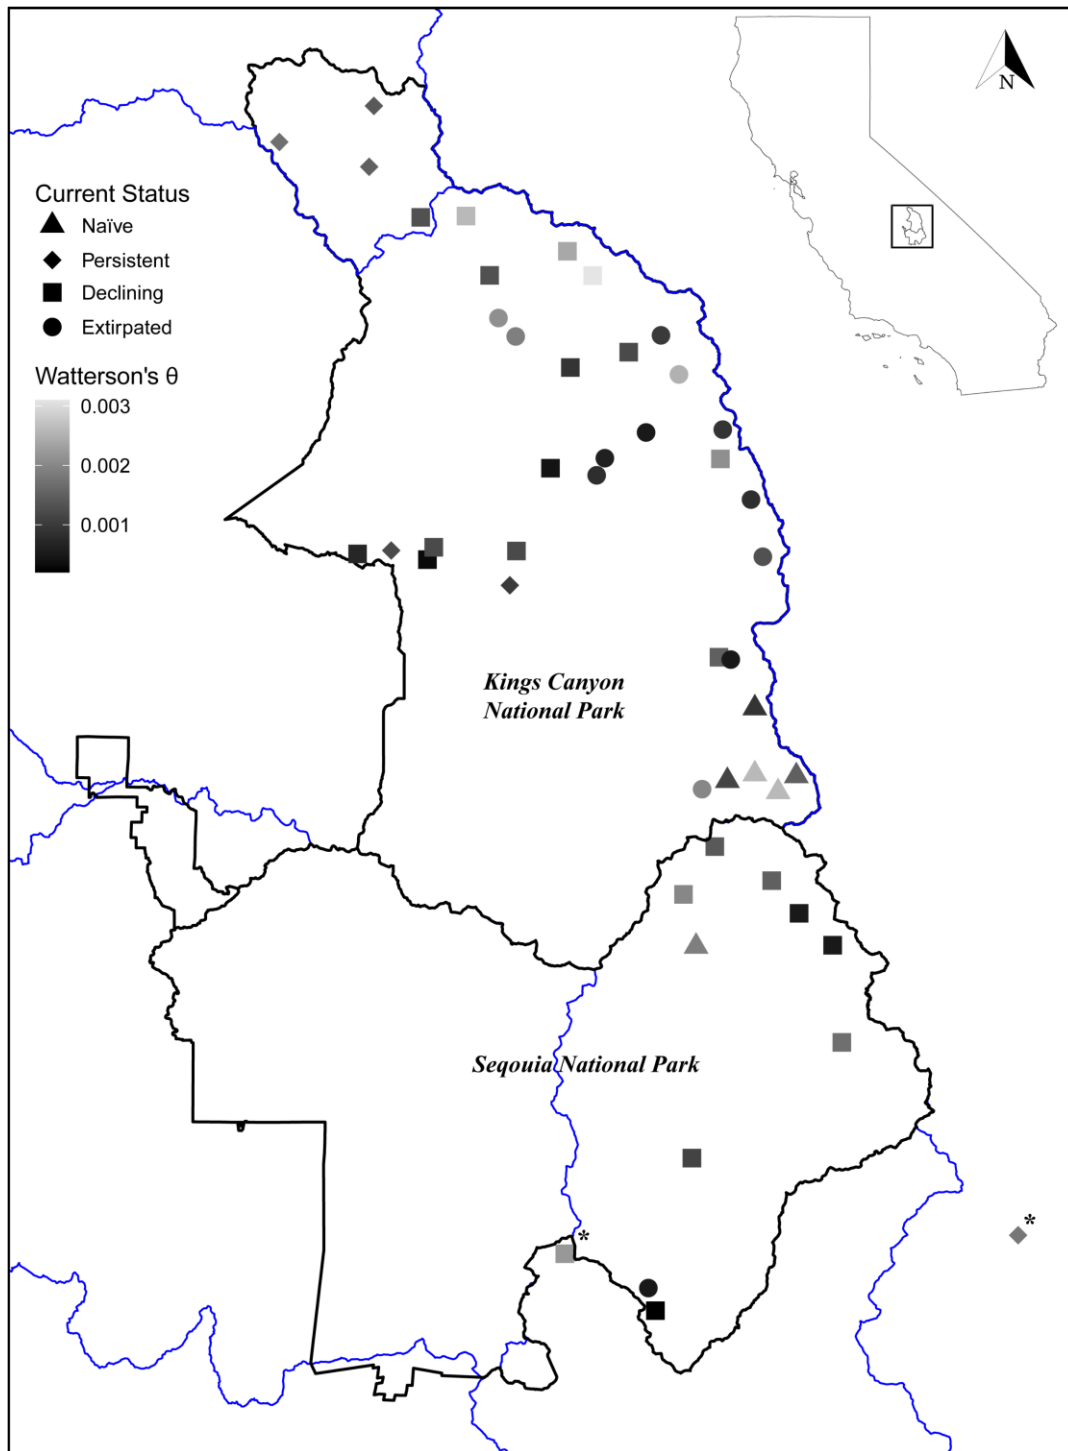 N
Current Status
Naïve
Persistent
Declining
Extirpated
Watterson's θ
0.003
0.002
0.001
Kings Canyon
National Park
Seqouia National Park
*
*